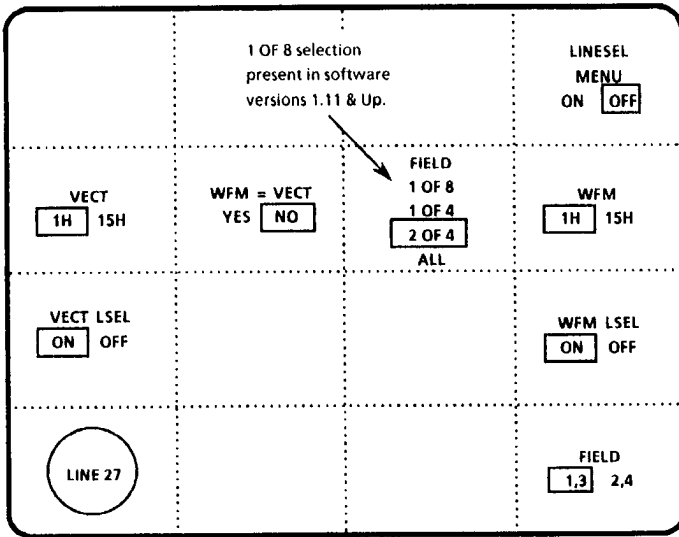 1 OF 8 selection
present in software
versions 1.11 & Up.
LINESEL
MENU
ON OFF
VECT
1H 15H
WFM = VECT
YES NO
FIELD
1 OF 8
1 OF 4
2 OF 4
ALL
WFM
1H 15H
VECT LSEL
ON OFF
WFM LSEL
ON OFF
LINE 27
FIELD
1,3 2,4